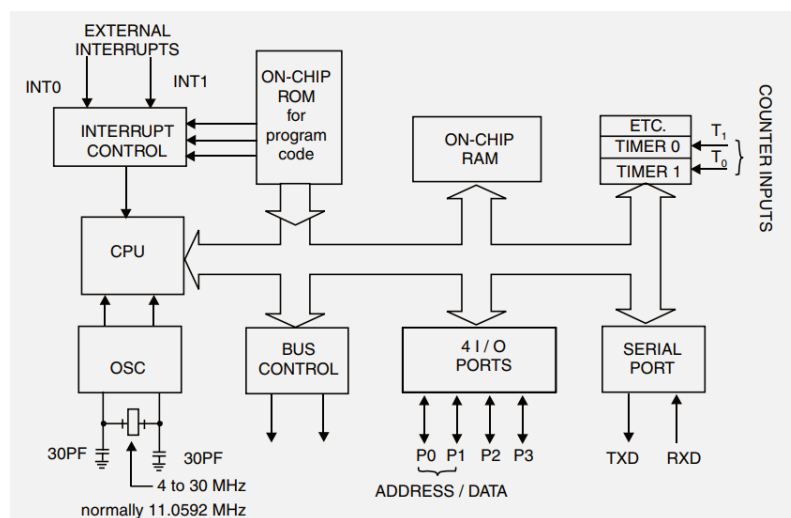 EXTERNAL
INTERRUPTS
INT0
INT1
INTERRUPT
CONTROL
ON-CHIP
ROM
for
program
code
ON-CHIP
RAM
ETC.
TIMER 0
TIMER 1
T1
T0
COUNTER INPUTS
CPU
OSC
BUS
CONTROL
4 I / O
PORTS
SERIAL
PORT
30PF
30PF
4 to 30 MHz
normally 11.0592 MHz
P0 P1 P2 P3
ADDRESS / DATA
TXD RXD